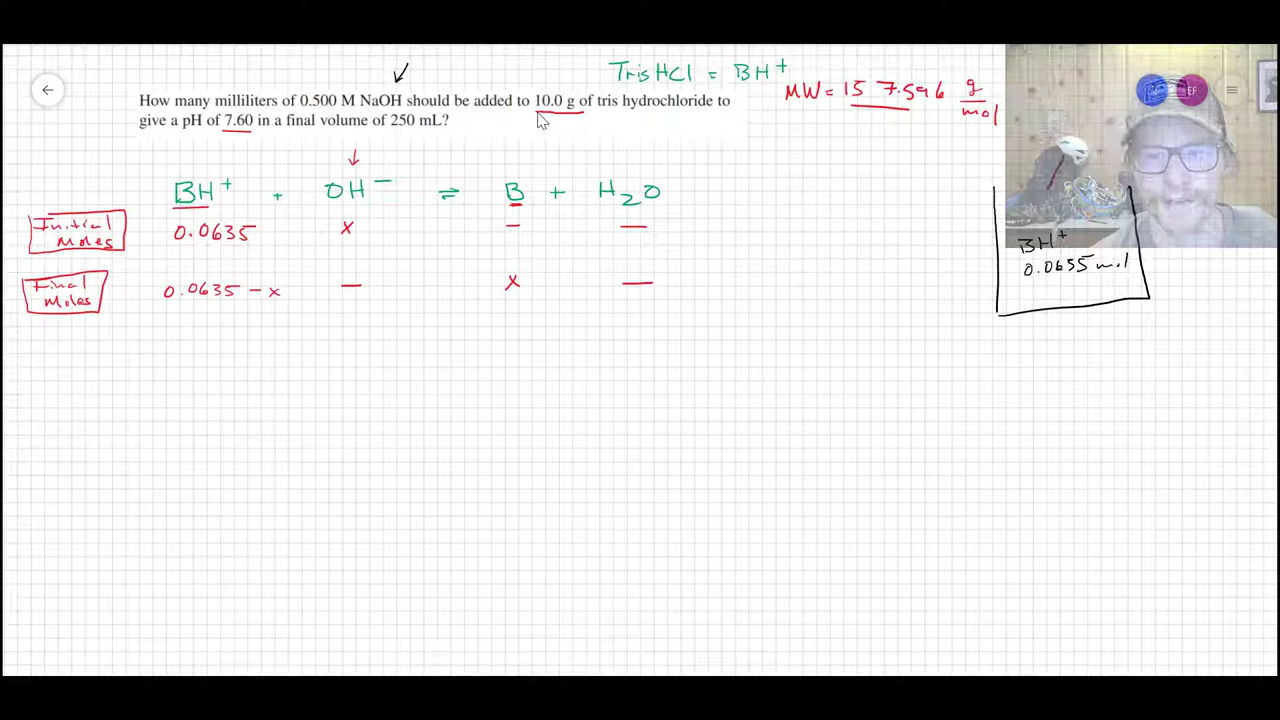 TrisHCl = BH+
MW = 157.596 g/mol
How many milliliters of 0.500 M NaOH should be added to 10.0 g of tris hydrochloride to
give a pH of 7.60 in a final volume of 250 mL?
BH+ + OH− ⇌ B + H2O
Initial Moles 0.0635 x – —
Final Moles 0.0635 – x — x —
BH+
0.0635 mol
EF